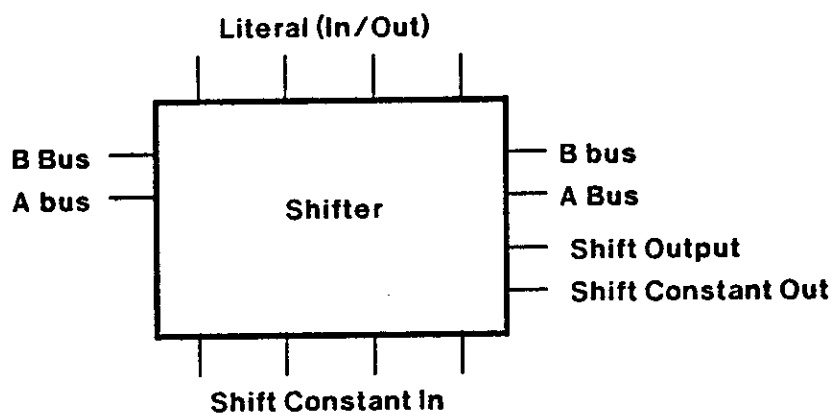 Literal (In/Out)
B Bus
A bus
Shifter
B bus
A Bus
Shift Output
Shift Constant Out
Shift Constant In